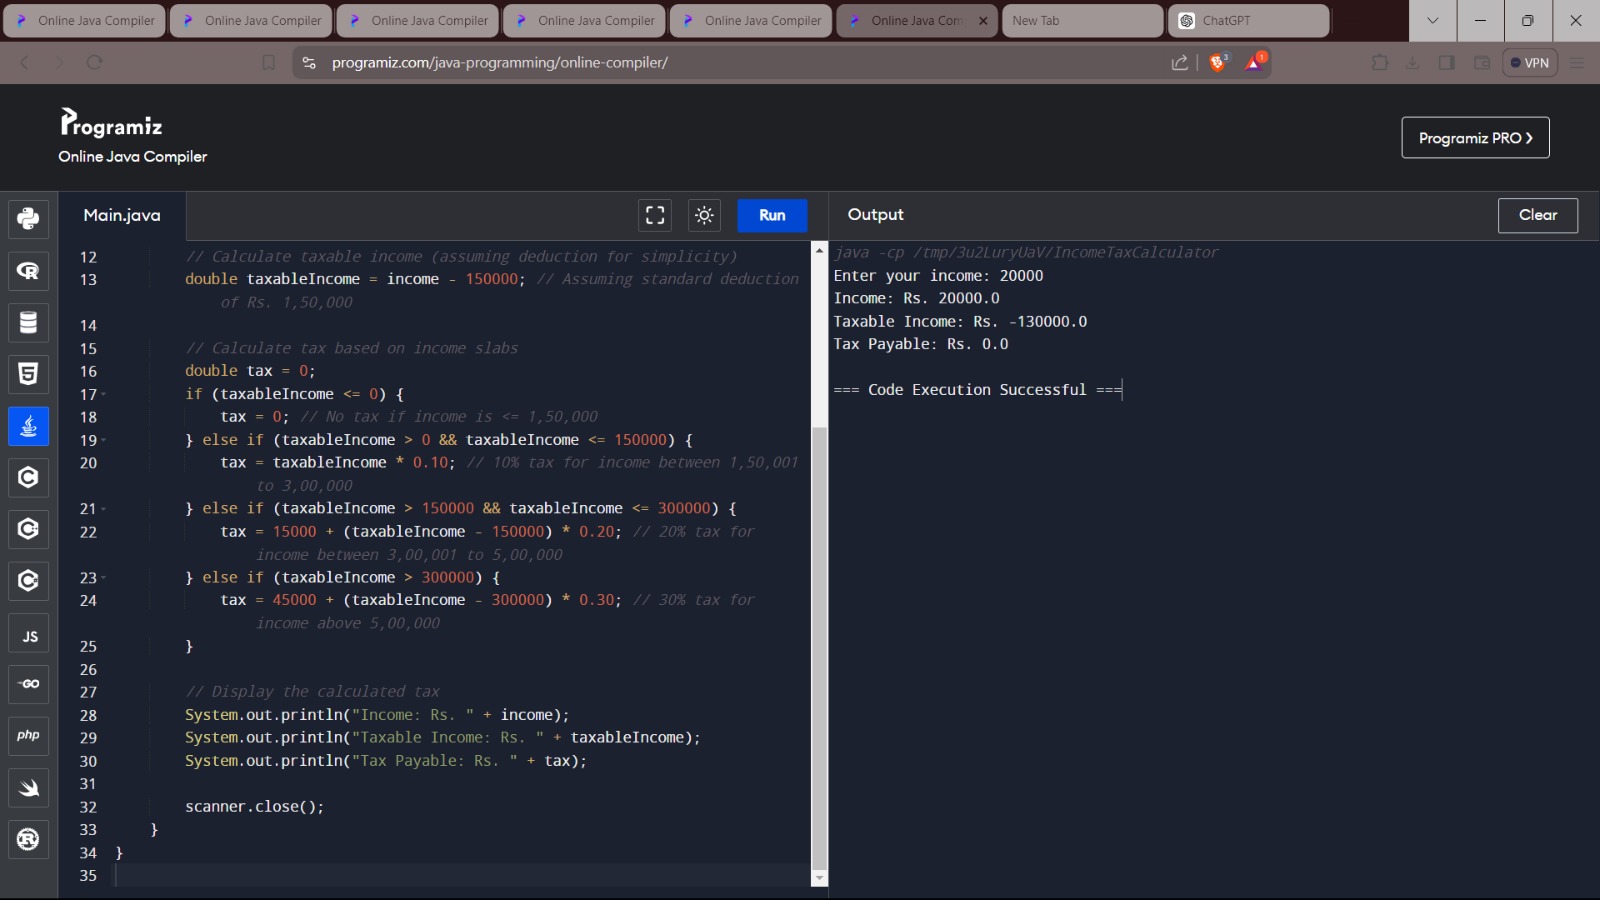 Online Java Compiler
Online Java Compiler
Online Java Compiler
Online Java Compiler
Online Java Compiler
Online Java Com
New Tab
ChatGPT
programiz.com/java-programming/online-compiler/
3
1
VPN
Programiz
Online Java Compiler
Programiz PRO ❯
Main.java
Run
Output
Clear
12 // Calculate taxable income (assuming deduction for simplicity)
13 double taxableIncome = income - 150000; // Assuming standard deduction
of Rs. 1,50,000
14
15 // Calculate tax based on income slabs
16 double tax = 0;
17 if (taxableIncome <= 0) {
18 tax = 0; // No tax if income is <= 1,50,000
19 } else if (taxableIncome > 0 && taxableIncome <= 150000) {
20 tax = taxableIncome * 0.10; // 10% tax for income between 1,50,001
to 3,00,000
21 } else if (taxableIncome > 150000 && taxableIncome <= 300000) {
22 tax = 15000 + (taxableIncome - 150000) * 0.20; // 20% tax for
income between 3,00,001 to 5,00,000
23 } else if (taxableIncome > 300000) {
24 tax = 45000 + (taxableIncome - 300000) * 0.30; // 30% tax for
income above 5,00,000
25 }
26
27 // Display the calculated tax
28 System.out.println("Income: Rs. " + income);
29 System.out.println("Taxable Income: Rs. " + taxableIncome);
30 System.out.println("Tax Payable: Rs. " + tax);
31
32 scanner.close();
33 }
34 }
35
java -cp /tmp/3u2LuryUaV/IncomeTaxCalculator
Enter your income: 20000
Income: Rs. 20000.0
Taxable Income: Rs. -130000.0
Tax Payable: Rs. 0.0
=== Code Execution Successful ===
R
5
C
C
C
JS
GO
php
R